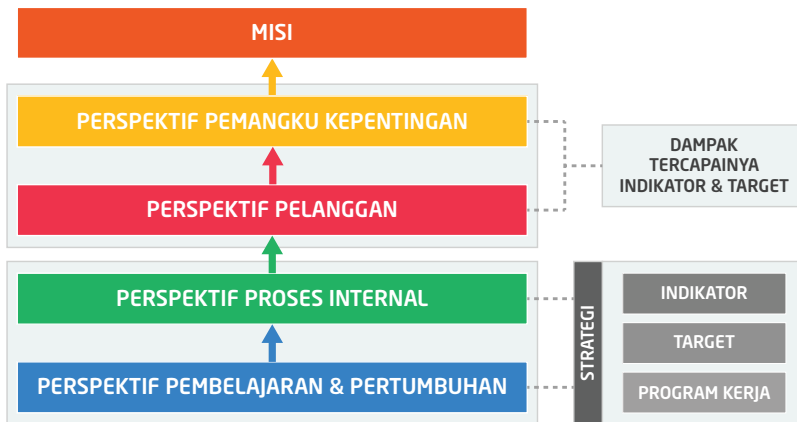 MISI
PERSPEKTIF PEMANGKU KEPENTINGAN
PERSPEKTIF PELANGGAN
DAMPAK
TERCAPAINYA
INDIKATOR & TARGET
PERSPEKTIF PROSES INTERNAL
PERSPEKTIF PEMBELAJARAN & PERTUMBUHAN
STRATEGI
INDIKATOR
TARGET
PROGRAM KERJA